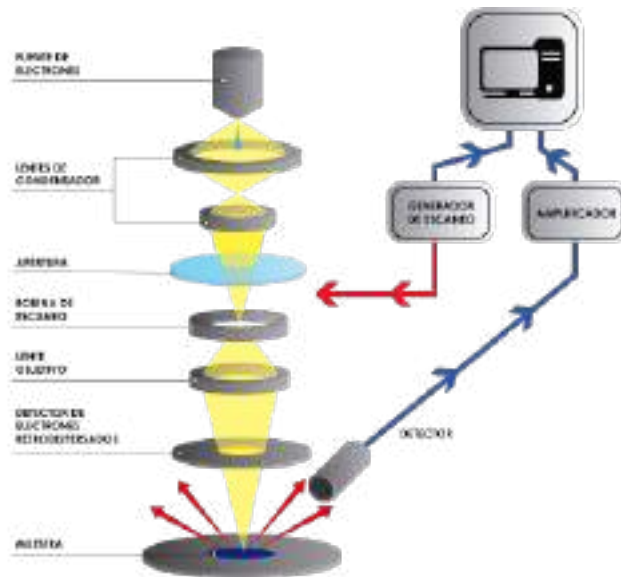 FUENTE DE
ELECTRONES
LENTES DE
CONDENSADOR
APERTURA
BOBINA DE
ESCANEO
LENTE
OBJETIVO
DETECTOR DE
ELECTRONES
RETRODISPERSADOS
MUESTRA
GENERADOR
DE ESCANEO
AMPLIFICADOR
DETECTOR